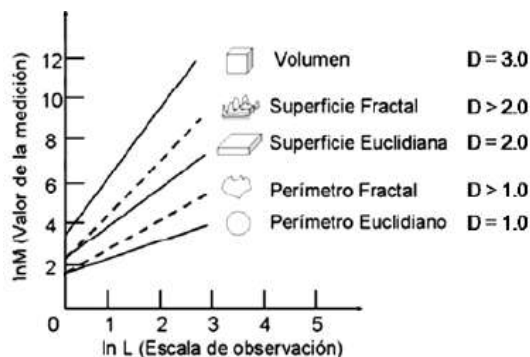 lnM (Valor de la medición)
12
10
8
6
4
2
0
1
2
3
4
5
ln L (Escala de observación)
Volumen D = 3.0
Superficie Fractal D > 2.0
Superficie Euclidiana D = 2.0
Perímetro Fractal D > 1.0
Perímetro Euclidiano D = 1.0